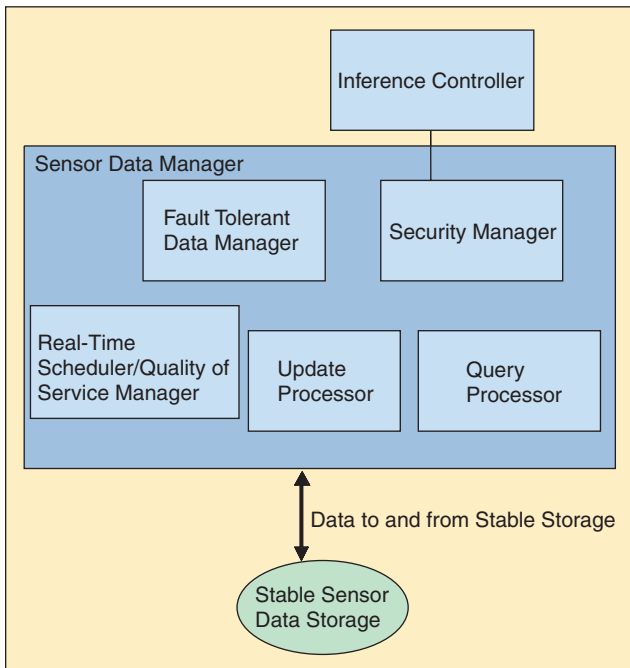 Inference Controller
Sensor Data Manager
Fault Tolerant
Data Manager
Security Manager
Real-Time
Scheduler/Quality of
Service Manager
Update
Processor
Query
Processor
Data to and from Stable Storage
Stable Sensor
Data Storage